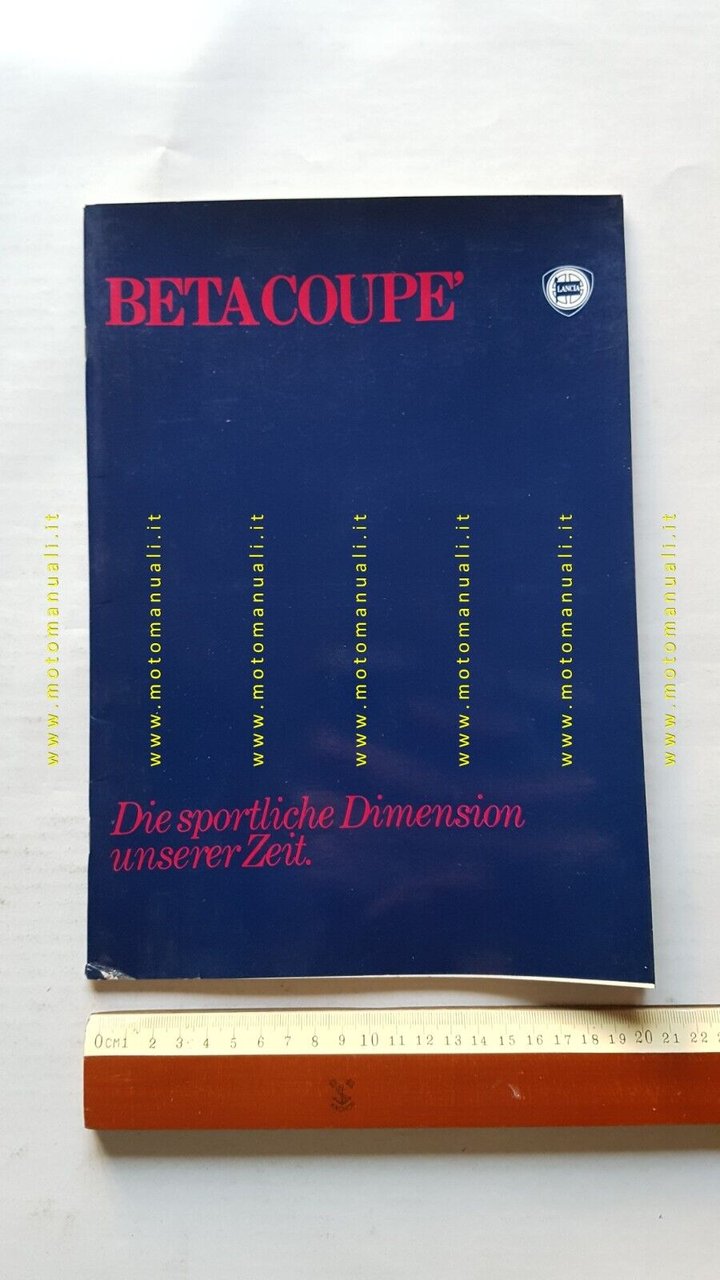 BETA COUPE'
LANCIA
www.motomanuali.it
www.motomanuali.it
www.motomanuali.it
www.motomanuali.it
www.motomanuali.it
www.motomanuali.it
www.motomanuali.it
Die sportliche Dimension
unserer Zeit.
0CM1 2 3 4 5 6 7 8 9 10 11 12 13 14 15 16 17 18 19 20 21 22